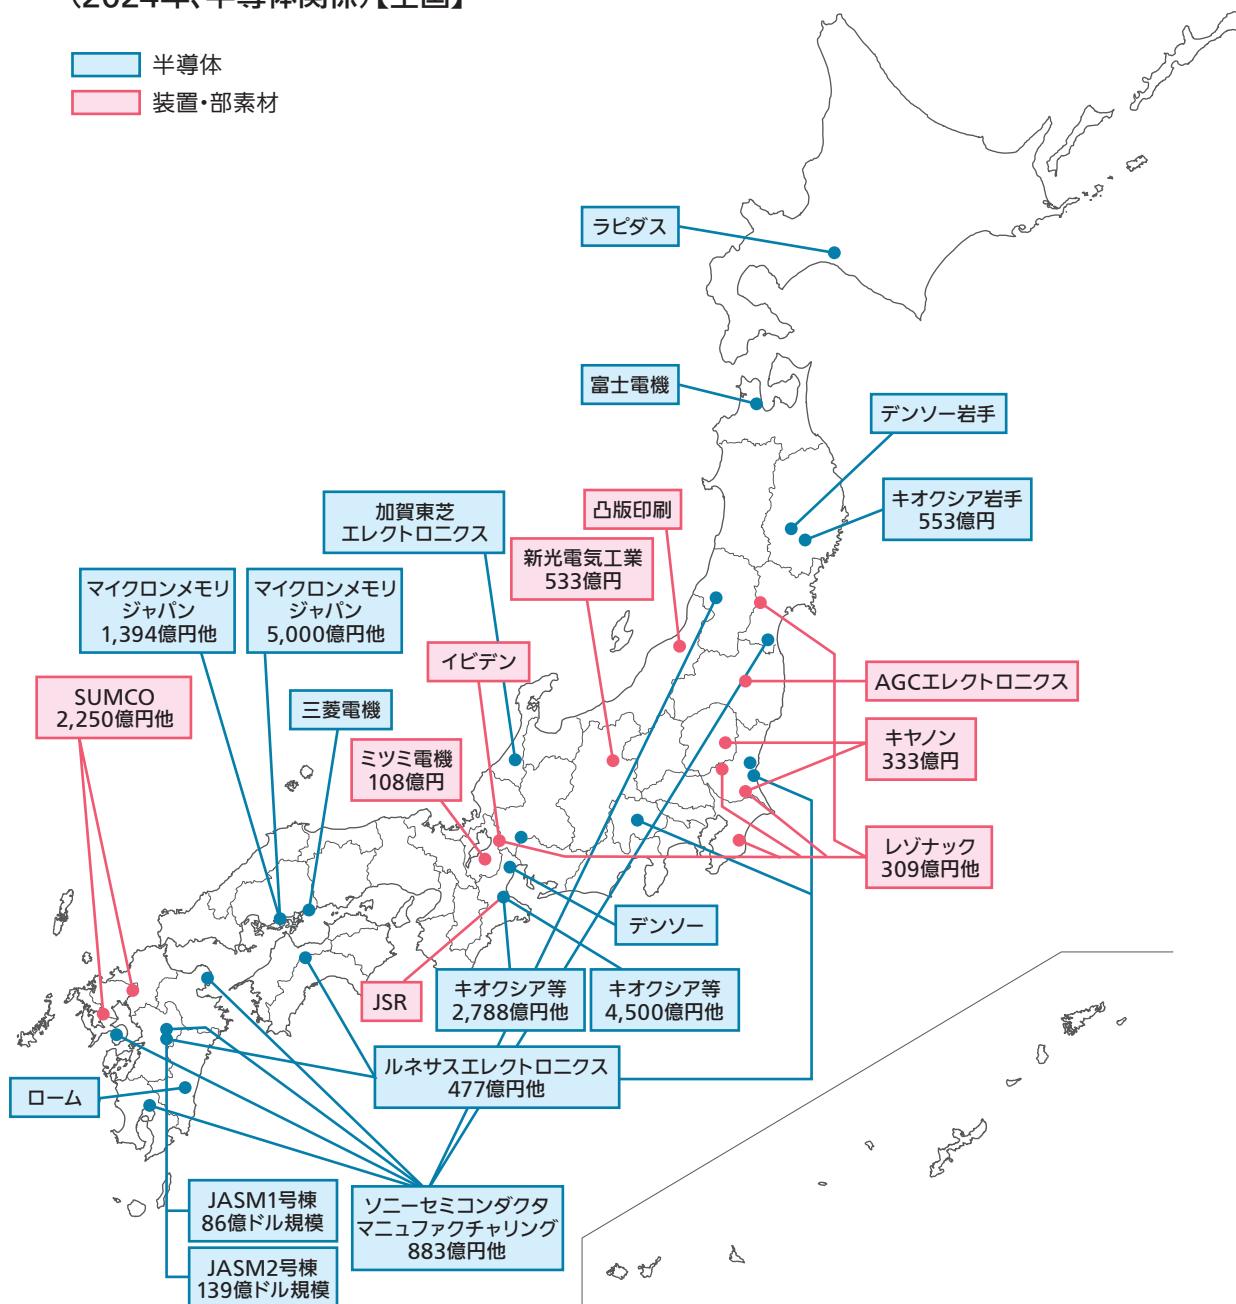 （2024年、半導体関係）【全国】
半導体
装置・部素材
ラピダス
富士電機
デンソー岩手
キオクシア岩手
553億円
加賀東芝
エレクトロニクス
凸版印刷
新光電気工業
533億円
マイクロンメモリ
ジャパン
1,394億円他
マイクロンメモリ
ジャパン
5,000億円他
イビデン
AGCエレクトロニクス
SUMCO
2,250億円他
三菱電機
キヤノン
333億円
ミツミ電機
108億円
レゾナック
309億円他
デンソー
JSR
キオクシア等
2,788億円他
キオクシア等
4,500億円他
ルネサスエレクトロニクス
477億円他
ローム
JASM1号棟
86億ドル規模
ソニーセミコンダクタ
マニュファクチャリング
883億円他
JASM2号棟
139億ドル規模